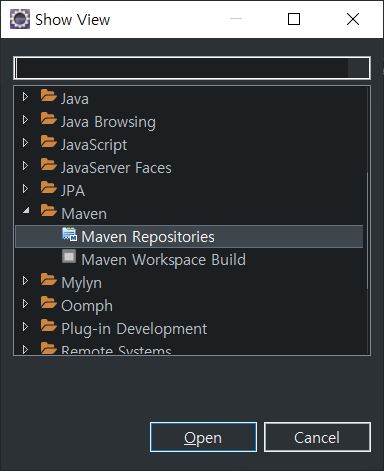 Show View
Java
Java Browsing
JavaScript
JavaServer Faces
JPA
Maven
Maven Repositories
Maven Workspace Build
Mylyn
Oomph
Plug-in Development
Remote Systems
Open
Cancel